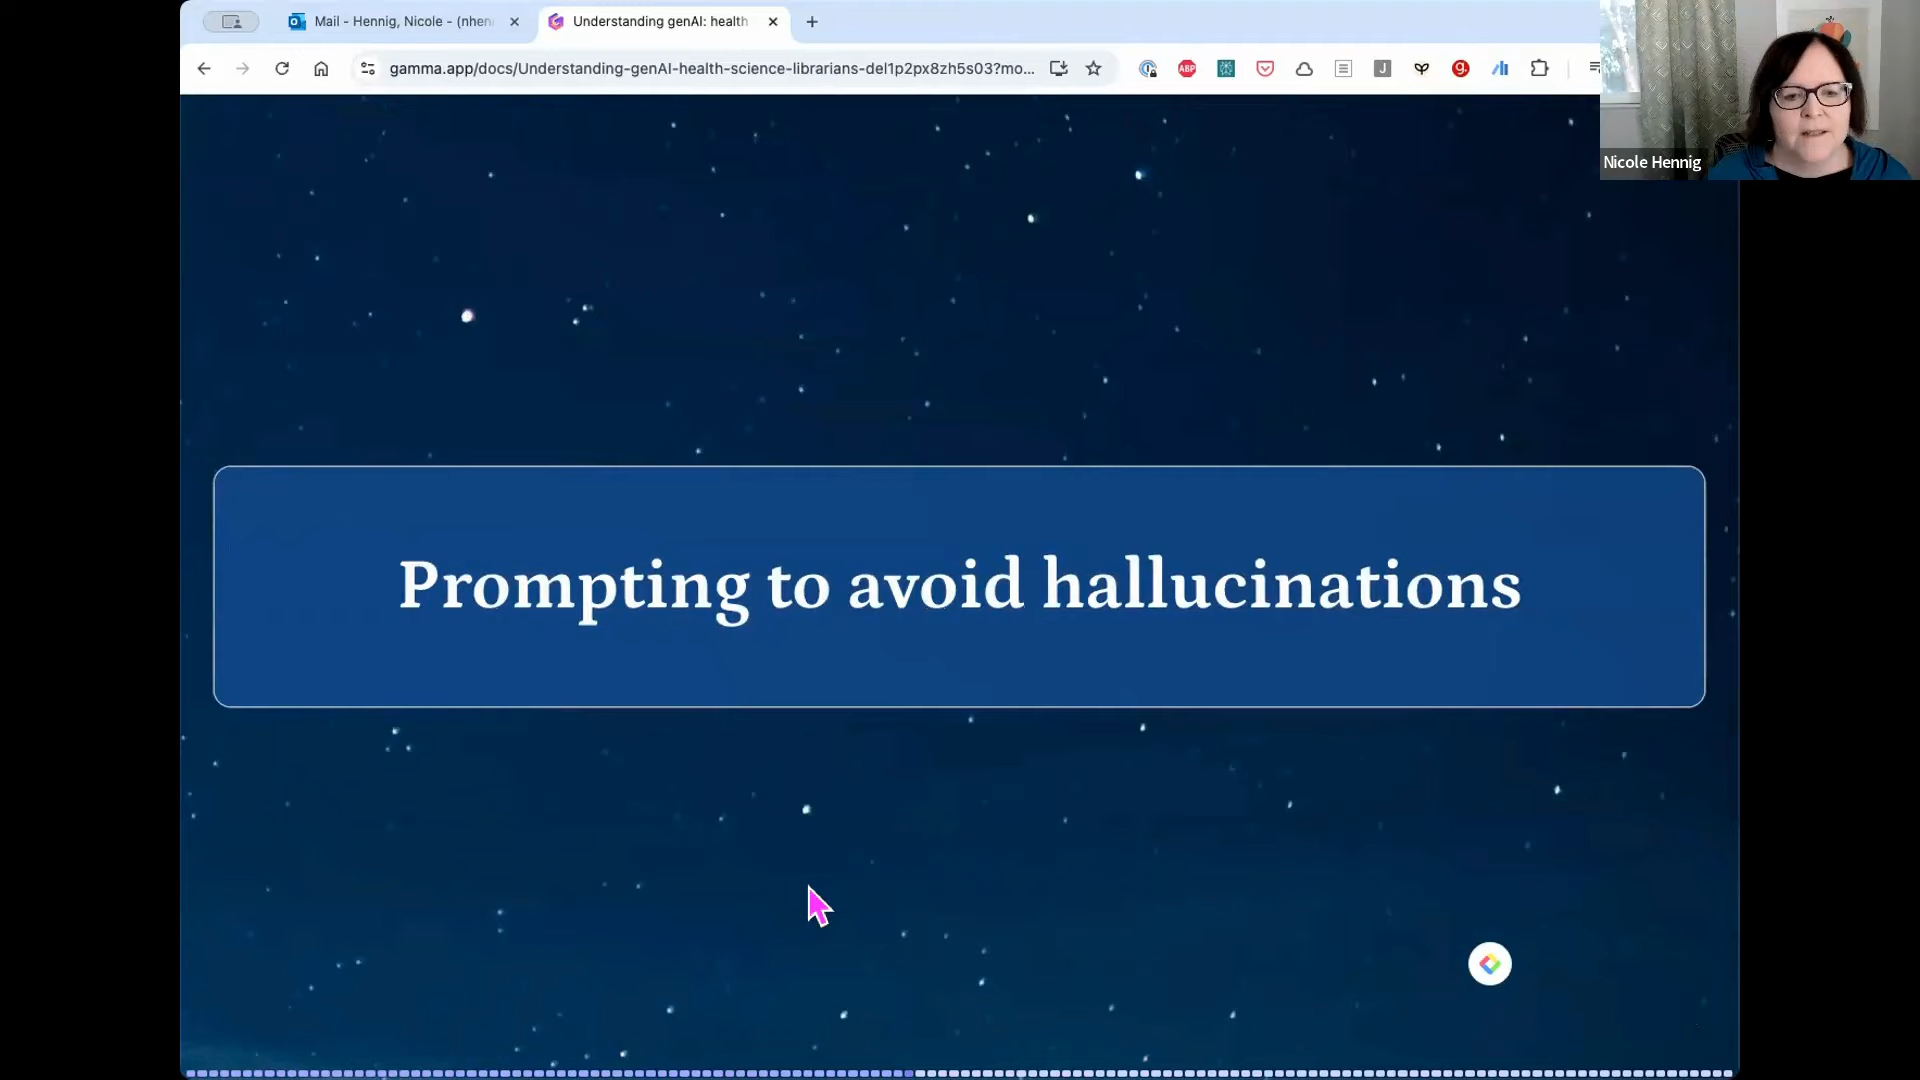 Mail - Hennig, Nicole - (nhen
Understanding genAI: health
gamma.app/docs/Understanding-genAI-health-science-librarians-del1p2px8zh5s03?mo...
ABP
J
g.
Nicole Hennig
Prompting to avoid hallucinations